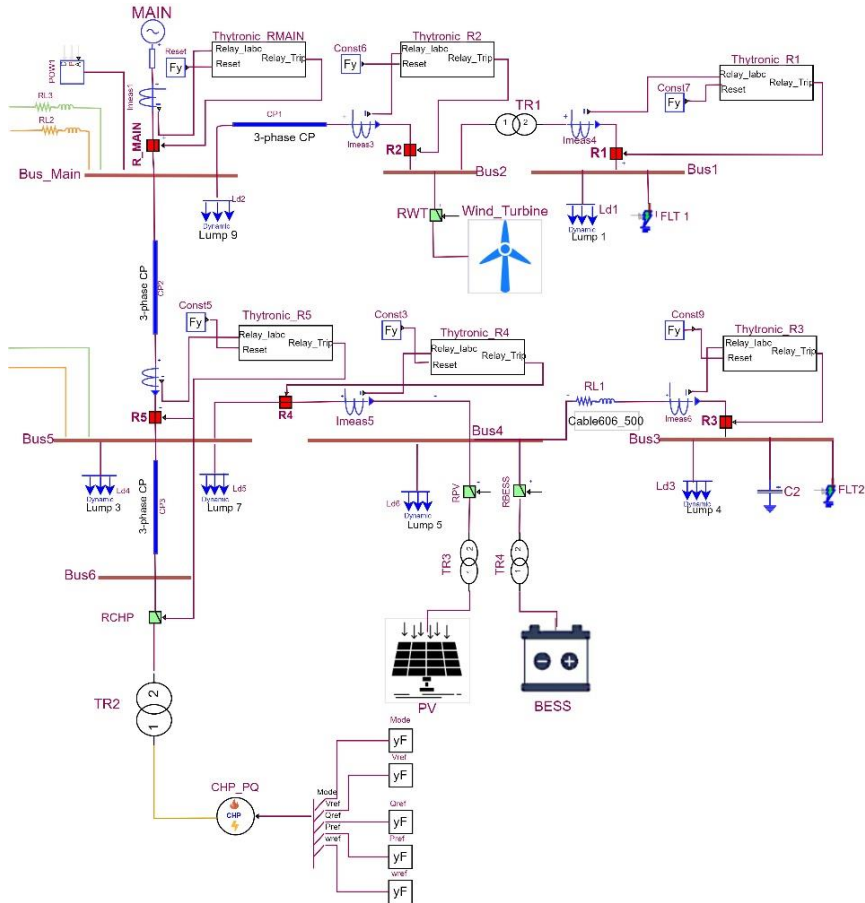 MAIN
Thytronic_RMAIN
Reset
Fy
Relay_Iabc
Reset
Relay_Trip
Thytronic_R2
Const6
Fy
Relay_Iabc
Reset
Relay_Trip
Thytronic_R1
Const7
Fy
Relay_Iabc
Reset
Relay_Trip
POW1
RL3
RL2
Imeas1
R_MAIN
CP1
3-phase CP
Imeas3
R2
TR1
1 2
Imeas4
R1
Bus_Main
Bus2
Bus1
Ld2
Dynamic
Lump 9
RWT
Wind_Turbine
Ld1
Dynamic
Lump 1
FLT 1
3-phase CP
CP2
Const5
Fy
Thytronic_R5
Relay_Iabc
Reset
Relay_Trip
Const3
Fy
Thytronic_R4
Relay_Iabc
Reset
Relay_Trip
Const9
Fy
Thytronic_R3
Relay_Iabc
Reset
Relay_Trip
R5
R4
Imeas5
RL1
Cable606_500
Imeas6
R3
Bus5
Bus4
Bus3
Ld4
Dynamic
Lump 3
3-phase CP
CP3
Ld5
Dynamic
Lump 7
Ld6
Dynamic
Lump 5
RPV
RBESS
Ld3
Dynamic
Lump 4
C2
FLT2
Bus6
RCHP
TR3
1 2
TR4
1 2
TR2
1 2
PV
BESS
CHP_PQ
CHP
Mode
Vref
Qref
Pref
wref
Mode
yF
Vref
yF
Qref
yF
Pref
yF
wref
yF